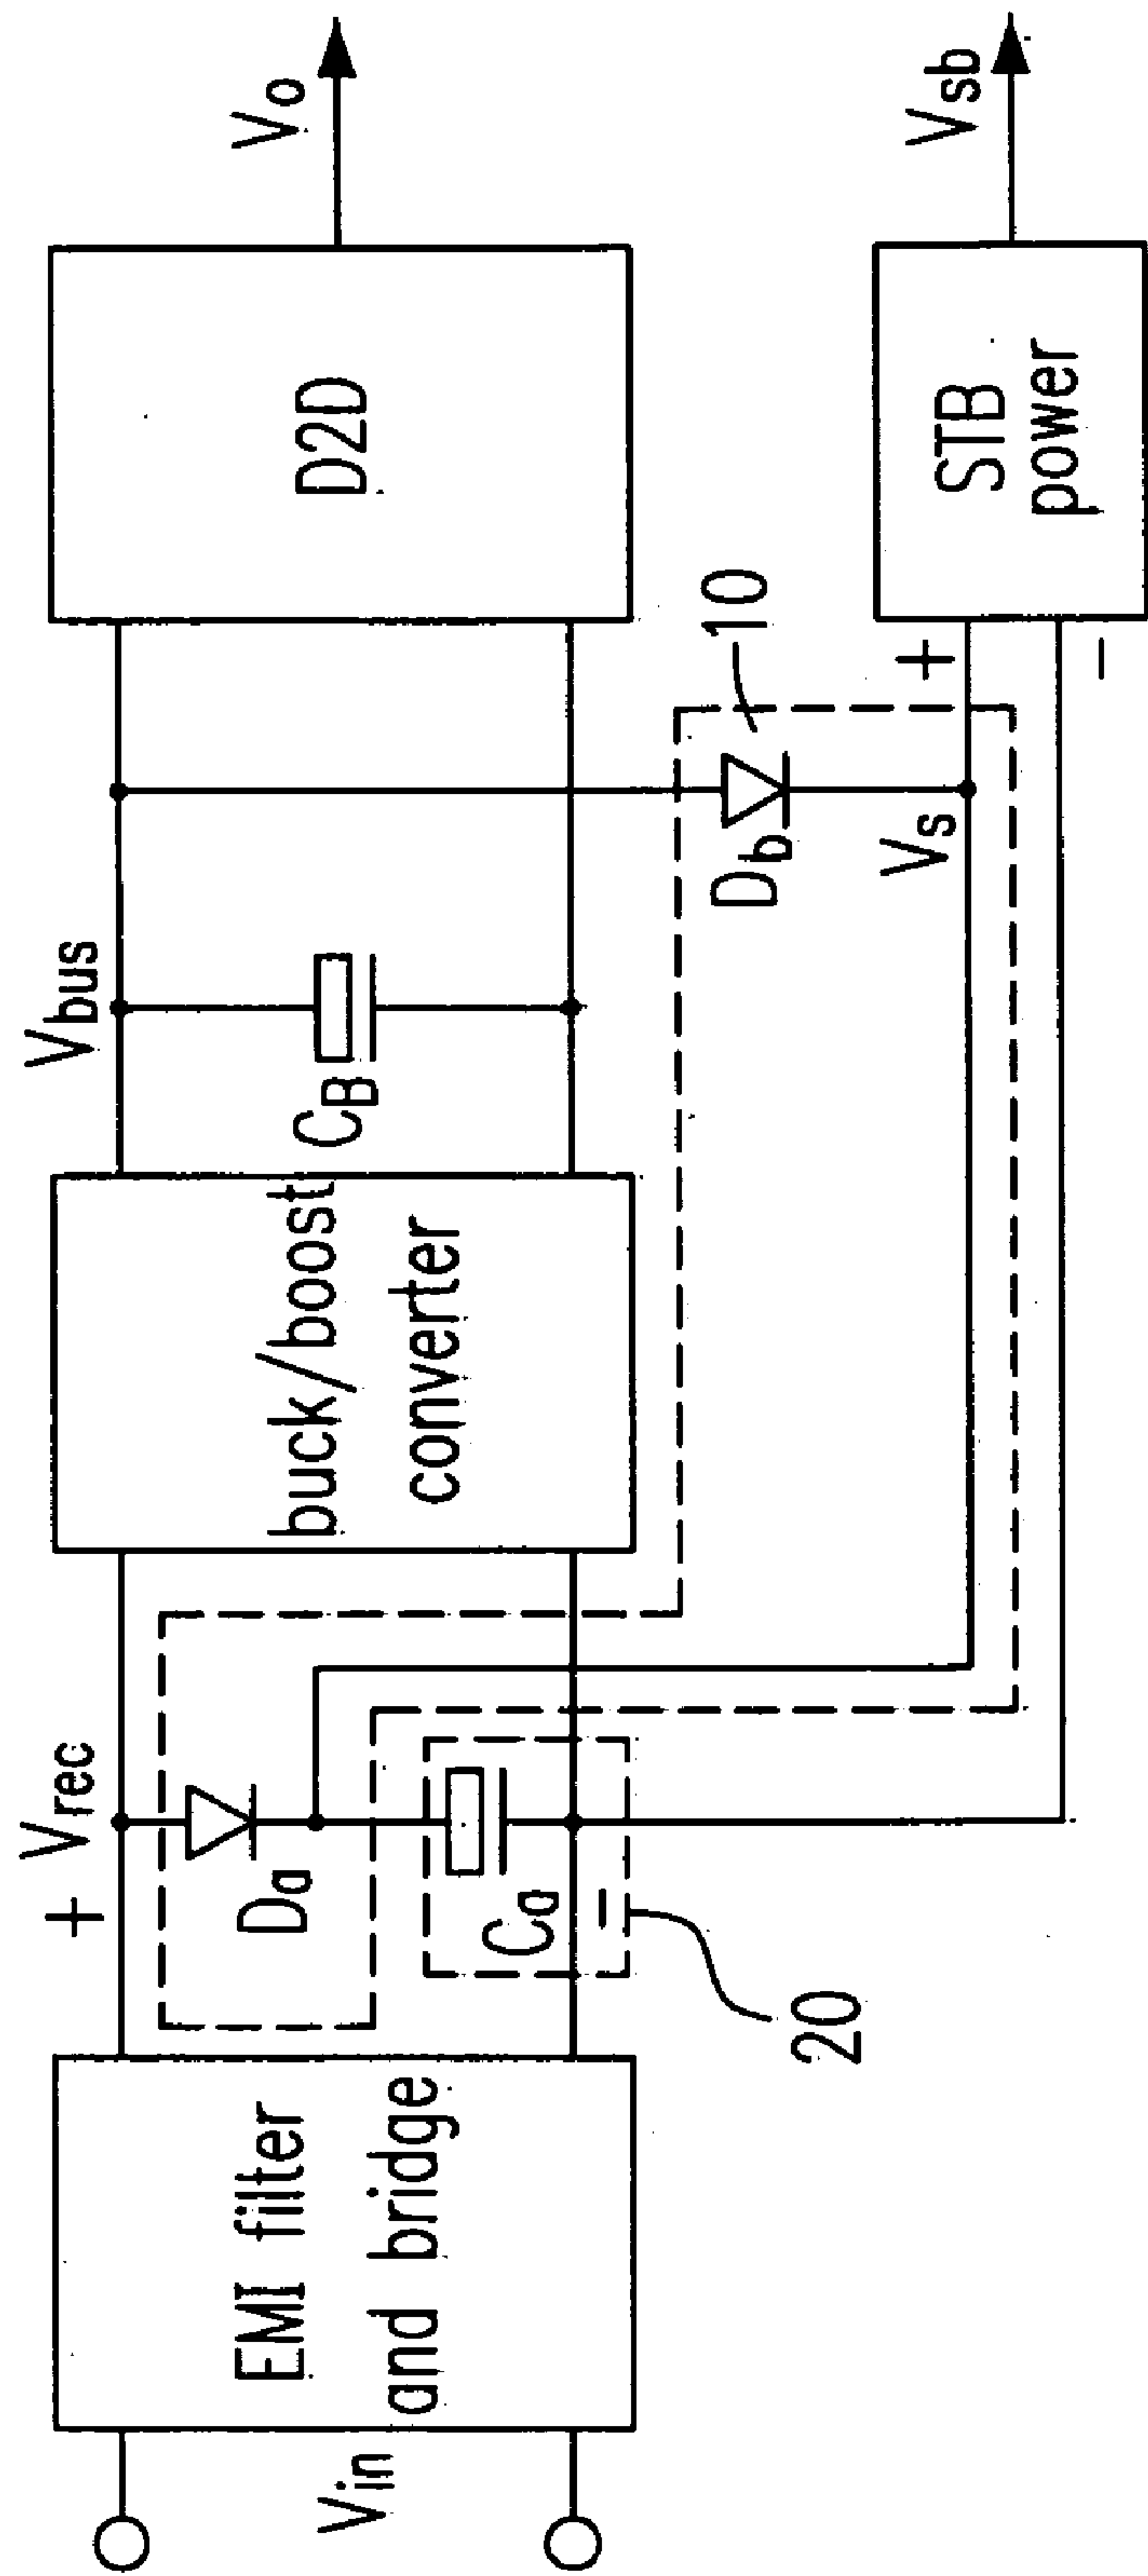 Vin
EMI filter
and bridge
+
Vrec
Da
Ca
−
20
buck/boost
converter
Vbus
CB
D2D
Vo
10
Db
Vs
+
−
STB
power
Vsb